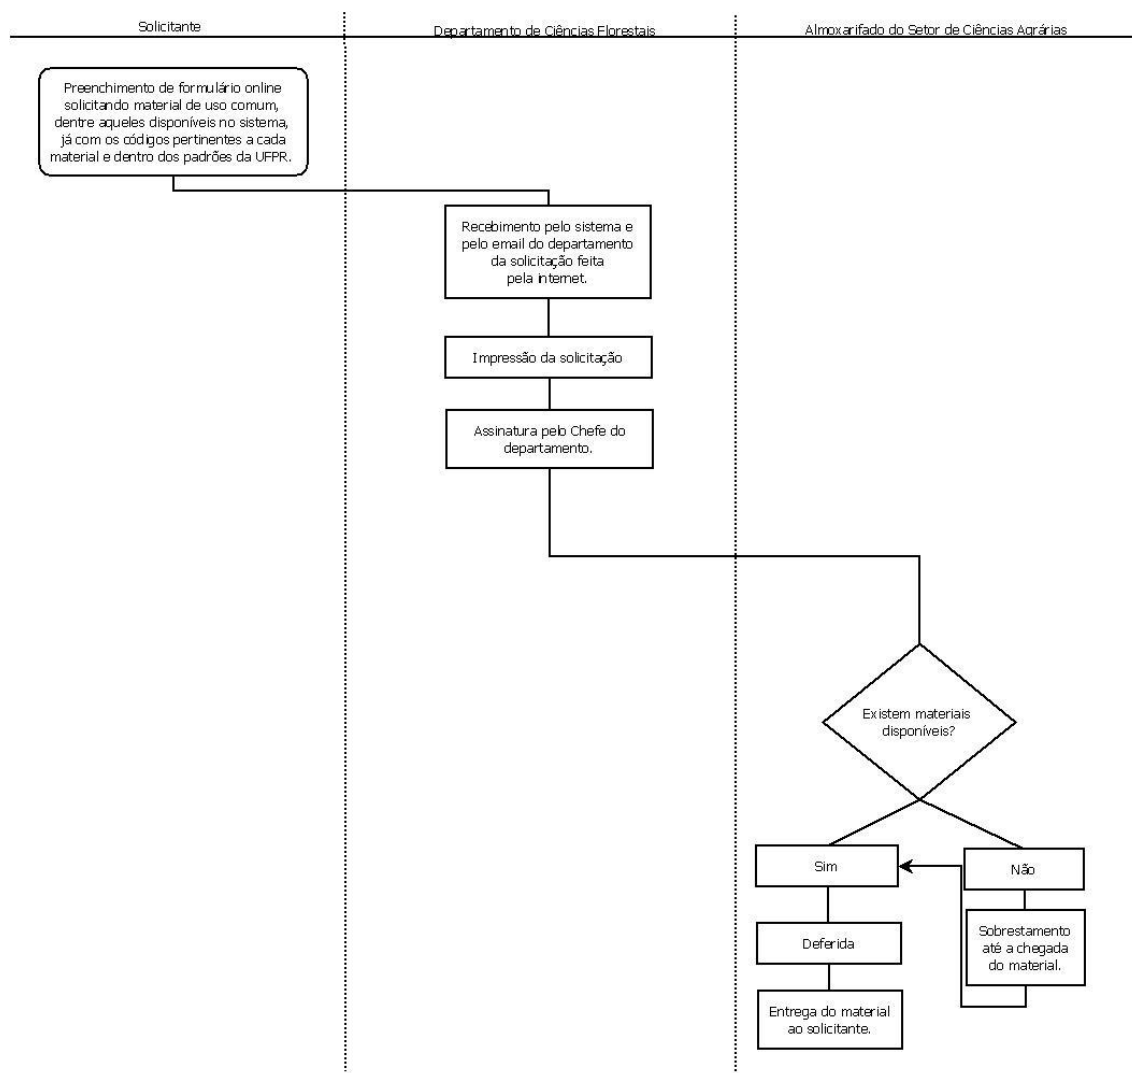 Solicitante
Departamento de Ciências Florestais
Almoxarifado do Setor de Ciências Agrárias
Preenchimento de formulário online
solicitando material de uso comum,
dentre aqueles disponíveis no sistema,
já com os códigos pertinentes a cada
material e dentro dos padrões da UFPR.
Recebimento pelo sistema e
pelo email do departamento
da solicitação feita
pela internet.
Impressão da solicitação
Assinatura pelo Chefe do
departamento.
Existem materiais
disponíveis?
Sim
Não
Deferida
Sobrestamento
até a chegada
do material.
Entrega do material
ao solicitante.